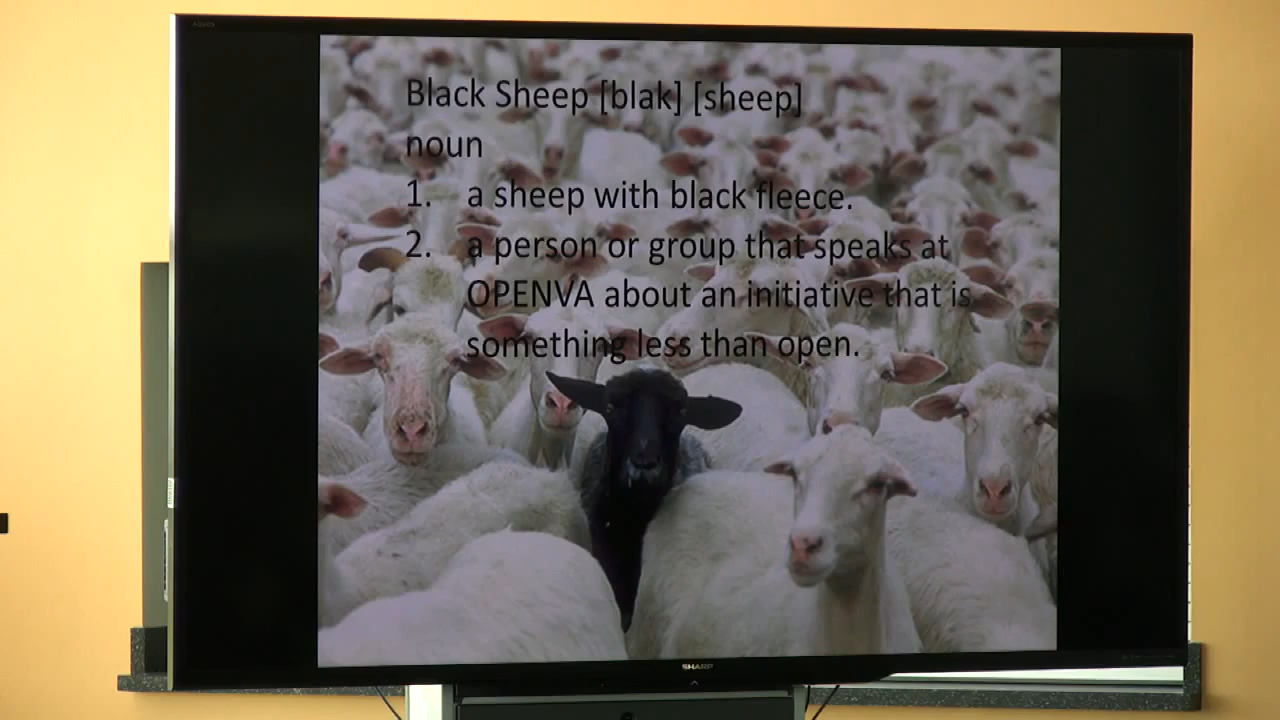 Black Sheep [blak] [sheep]
noun
1. a sheep with black fleece.
2. a person or group that speaks at
OPENVA about an initiative that is
something less than open.
SHARP